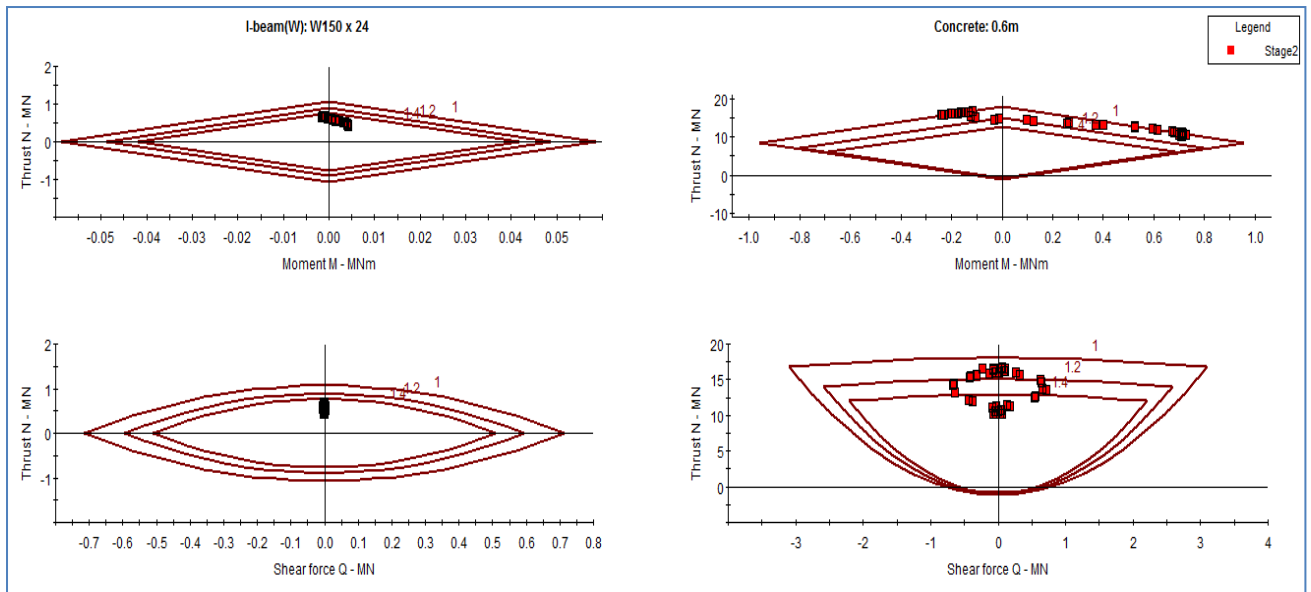 I-beam(W): W150 x 24
Concrete: 0.6m
Legend
Stage2
2
1
0
-1
Thrust N - MN
1.4
1.2
1
-0.05 -0.04 -0.03 -0.02 -0.01 0.00 0.01 0.02 0.03 0.04 0.05
Moment M - MNm
20
10
0
-10
Thrust N - MN
1.2
1
-1.0 -0.8 -0.6 -0.4 -0.2 0.0 0.2 0.4 0.6 0.8 1.0
Moment M - MNm
2
1
0
-1
Thrust N - MN
1.4
1.2
1
-0.7 -0.6 -0.5 -0.4 -0.3 -0.2 -0.1 0.0 0.1 0.2 0.3 0.4 0.5 0.6 0.7 0.8
Shear force Q - MN
20
15
10
5
0
Thrust N - MN
1
1.2
1.4
-3 -2 -1 0 1 2 3 4
Shear force Q - MN